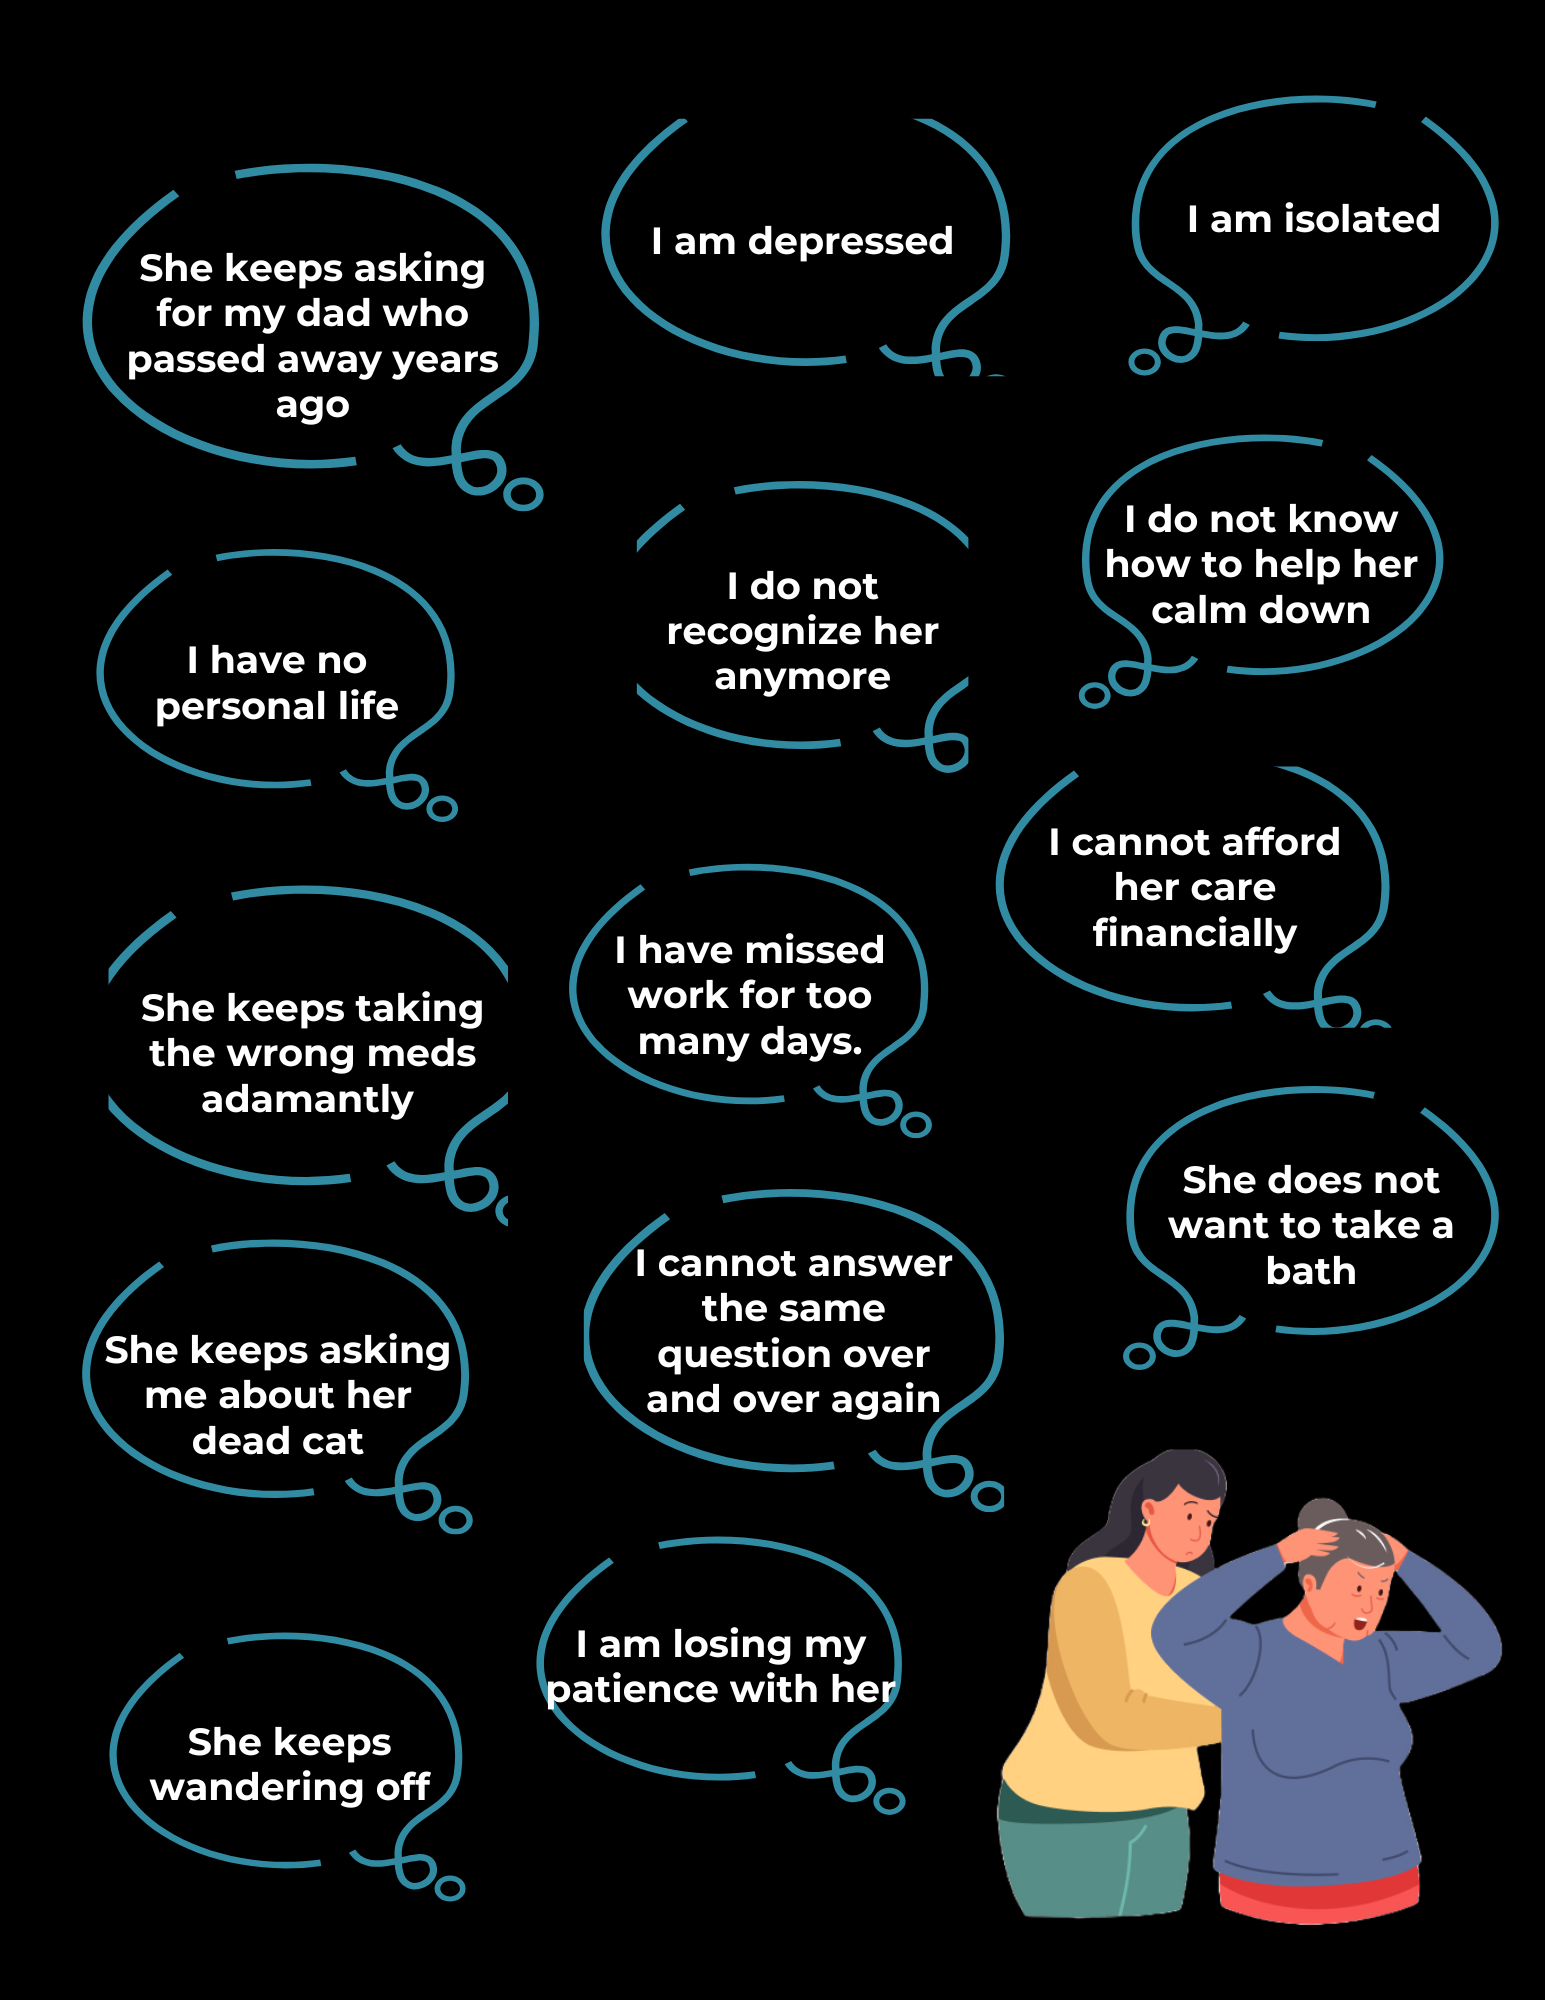 She keeps asking
for my dad who
passed away years
ago
I am depressed
I am isolated
I have no
personal life
I do not
recognize her
anymore
I do not know
how to help her
calm down
She keeps taking
the wrong meds
adamantly
I have missed
work for too
many days.
I cannot afford
her care
financially
She keeps asking
me about her
dead cat
I cannot answer
the same
question over
and over again
She does not
want to take a
bath
She keeps
wandering off
I am losing my
patience with her